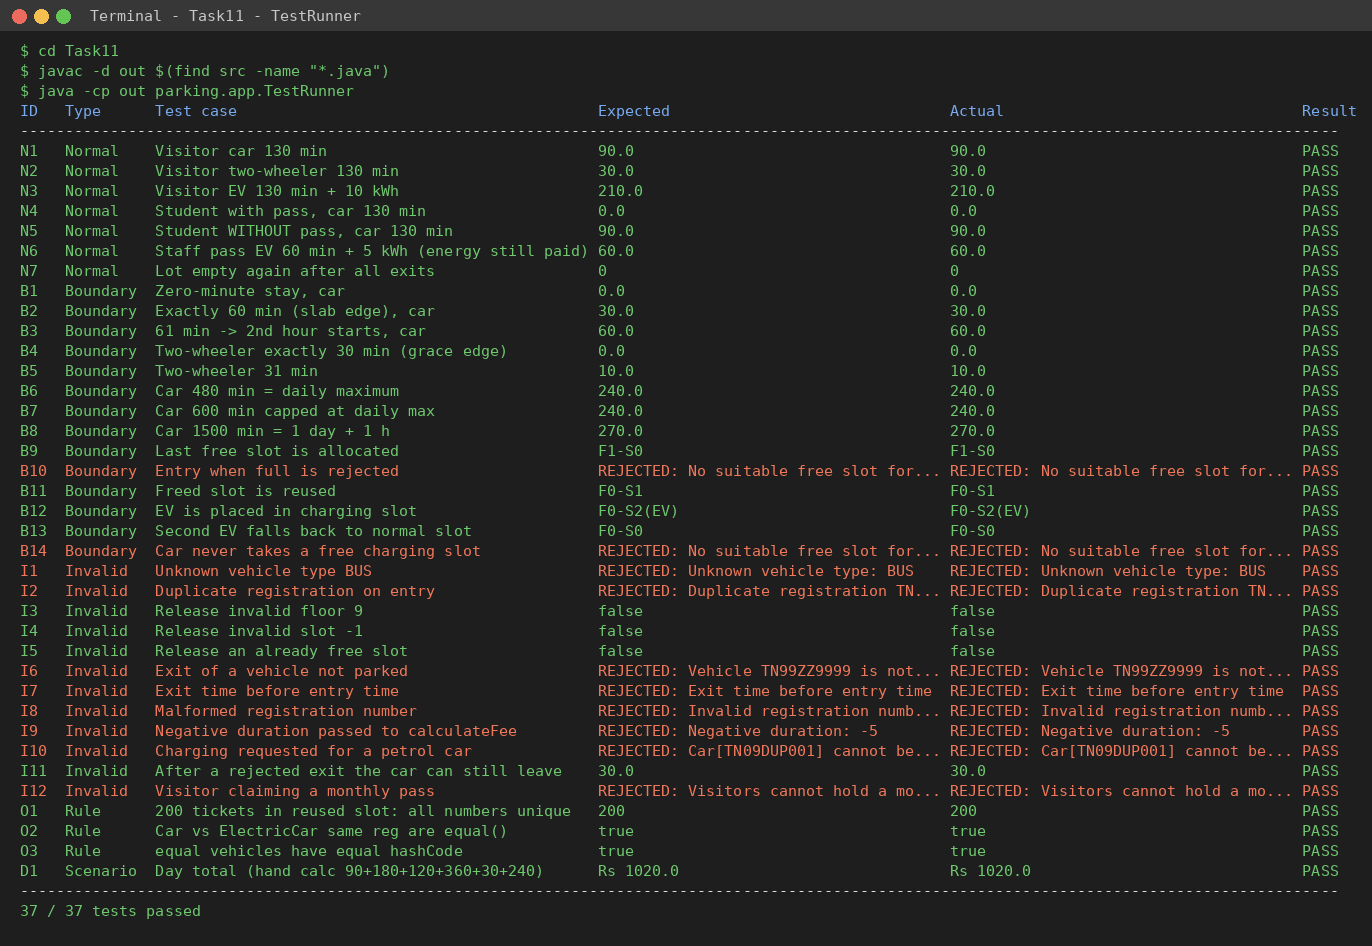 Terminal - Task11 - TestRunner
$ cd Task11
$ javac -d out $(find src -name "*.java")
$ java -cp out parking.app.TestRunner
ID   Type     Test case                                        Expected                               Actual                                 Result
--------------------------------------------------------------------------------------------------------------------------------------------------
N1   Normal   Visitor car 130 min                              90.0                                   90.0                                   PASS
N2   Normal   Visitor two-wheeler 130 min                      30.0                                   30.0                                   PASS
N3   Normal   Visitor EV 130 min + 10 kWh                      210.0                                  210.0                                  PASS
N4   Normal   Student with pass, car 130 min                   0.0                                    0.0                                    PASS
N5   Normal   Student WITHOUT pass, car 130 min                90.0                                   90.0                                   PASS
N6   Normal   Staff pass EV 60 min + 5 kWh (energy still paid) 60.0                                   60.0                                   PASS
N7   Normal   Lot empty again after all exits                  0                                      0                                      PASS
B1   Boundary Zero-minute stay, car                            0.0                                    0.0                                    PASS
B2   Boundary Exactly 60 min (slab edge), car                  30.0                                   30.0                                   PASS
B3   Boundary 61 min -> 2nd hour starts, car                   60.0                                   60.0                                   PASS
B4   Boundary Two-wheeler exactly 30 min (grace edge)          0.0                                    0.0                                    PASS
B5   Boundary Two-wheeler 31 min                               10.0                                   10.0                                   PASS
B6   Boundary Car 480 min = daily maximum                      240.0                                  240.0                                  PASS
B7   Boundary Car 600 min capped at daily max                  240.0                                  240.0                                  PASS
B8   Boundary Car 1500 min = 1 day + 1 h                       270.0                                  270.0                                  PASS
B9   Boundary Last free slot is allocated                      F1-S0                                  F1-S0                                  PASS
B10  Boundary Entry when full is rejected                      REJECTED: No suitable free slot for... REJECTED: No suitable free slot for... PASS
B11  Boundary Freed slot is reused                             F0-S1                                  F0-S1                                  PASS
B12  Boundary EV is placed in charging slot                    F0-S2(EV)                              F0-S2(EV)                              PASS
B13  Boundary Second EV falls back to normal slot              F0-S0                                  F0-S0                                  PASS
B14  Boundary Car never takes a free charging slot             REJECTED: No suitable free slot for... REJECTED: No suitable free slot for... PASS
I1   Invalid  Unknown vehicle type BUS                         REJECTED: Unknown vehicle type: BUS    REJECTED: Unknown vehicle type: BUS    PASS
I2   Invalid  Duplicate registration on entry                  REJECTED: Duplicate registration TN... REJECTED: Duplicate registration TN... PASS
I3   Invalid  Release invalid floor 9                          false                                  false                                  PASS
I4   Invalid  Release invalid slot -1                          false                                  false                                  PASS
I5   Invalid  Release an already free slot                     false                                  false                                  PASS
I6   Invalid  Exit of a vehicle not parked                     REJECTED: Vehicle TN99ZZ9999 is not... REJECTED: Vehicle TN99ZZ9999 is not... PASS
I7   Invalid  Exit time before entry time                      REJECTED: Exit time before entry time  REJECTED: Exit time before entry time  PASS
I8   Invalid  Malformed registration number                    REJECTED: Invalid registration numb... REJECTED: Invalid registration numb... PASS
I9   Invalid  Negative duration passed to calculateFee         REJECTED: Negative duration: -5        REJECTED: Negative duration: -5        PASS
I10  Invalid  Charging requested for a petrol car              REJECTED: Car[TN09DUP001] cannot be... REJECTED: Car[TN09DUP001] cannot be... PASS
I11  Invalid  After a rejected exit the car can still leave    30.0                                   30.0                                   PASS
I12  Invalid  Visitor claiming a monthly pass                  REJECTED: Visitors cannot hold a mo... REJECTED: Visitors cannot hold a mo... PASS
O1   Rule     200 tickets in reused slot: all numbers unique   200                                    200                                    PASS
O2   Rule     Car vs ElectricCar same reg are equal()          true                                   true                                   PASS
O3   Rule     equal vehicles have equal hashCode               true                                   true                                   PASS
D1   Scenario Day total (hand calc 90+180+120+360+30+240)      Rs 1020.0                              Rs 1020.0                              PASS
--------------------------------------------------------------------------------------------------------------------------------------------------
37 / 37 tests passed